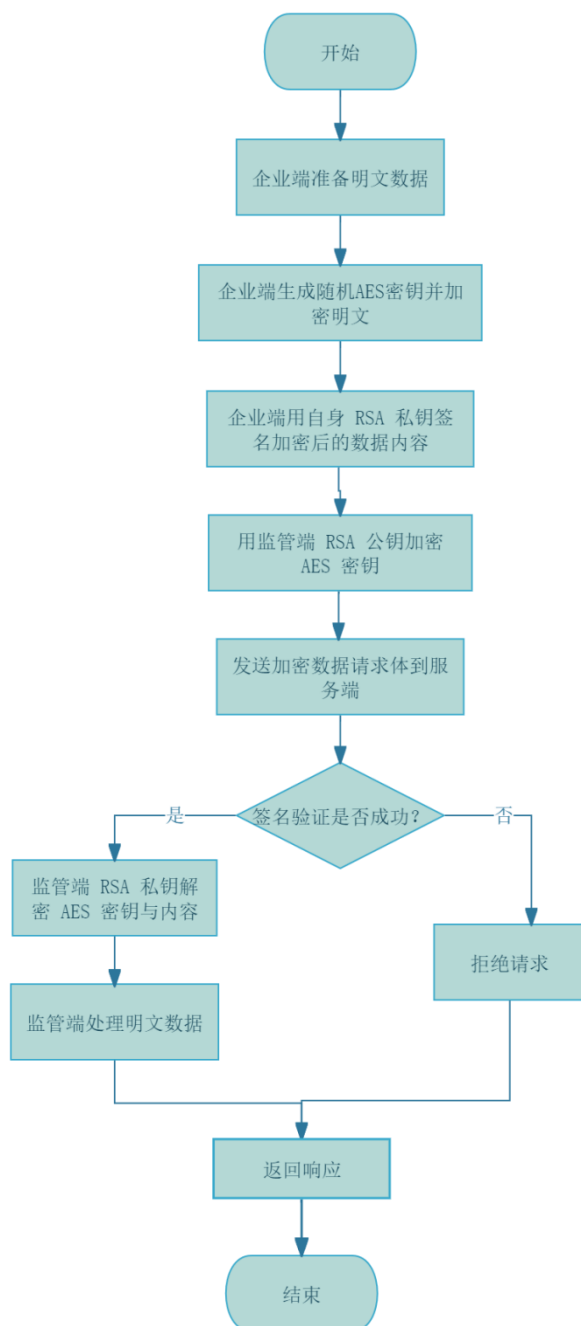 开始
企业端准备明文数据
企业端生成随机AES密钥并加
密明文
企业端用自身 RSA 私钥签
名加密后的数据内容
用监管端 RSA 公钥加密
AES 密钥
发送加密数据请求体到服
务端
签名验证是否成功？
是
否
监管端 RSA 私钥解
密 AES 密钥与内容
拒绝请求
监管端处理明文数据
返回响应
结束